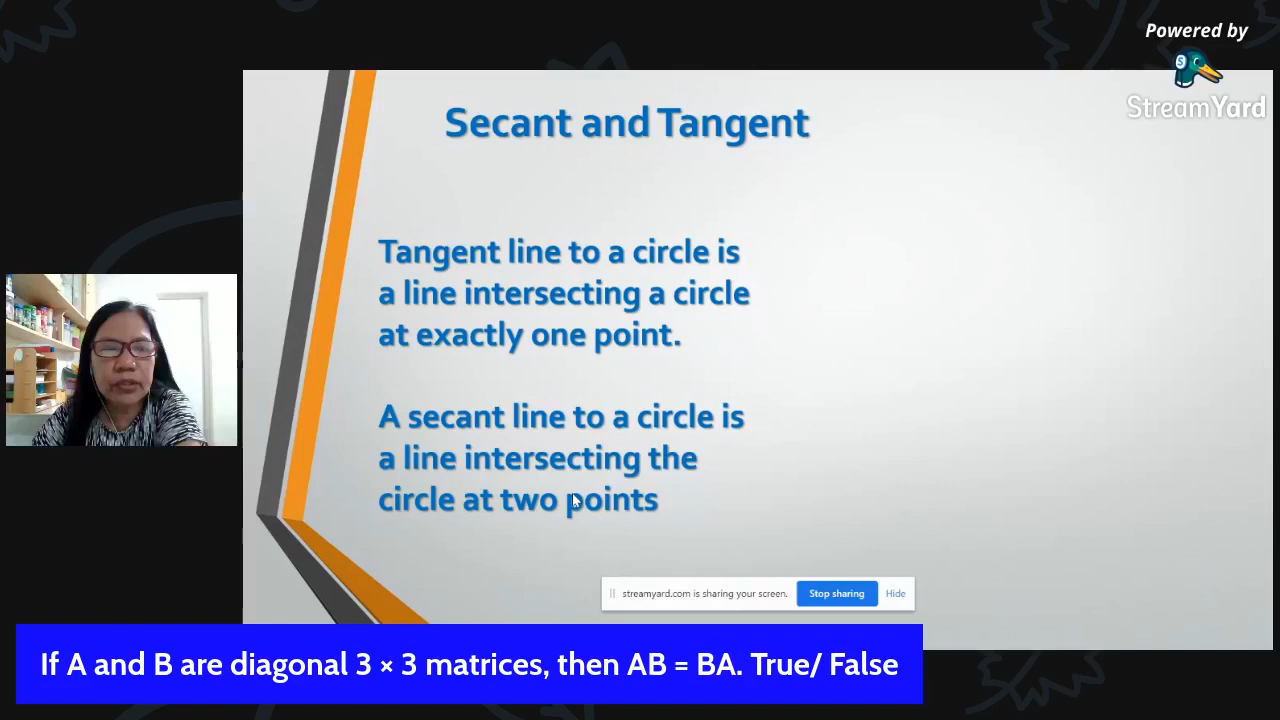 Powered by
StreamYard
Secant and Tangent
Tangent line to a circle is
a line intersecting a circle
at exactly one point.
A secant line to a circle is
a line intersecting the
circle at two points
streamyard.com is sharing your screen. Stop sharing Hide
If A and B are diagonal 3 × 3 matrices, then AB = BA. True/ False